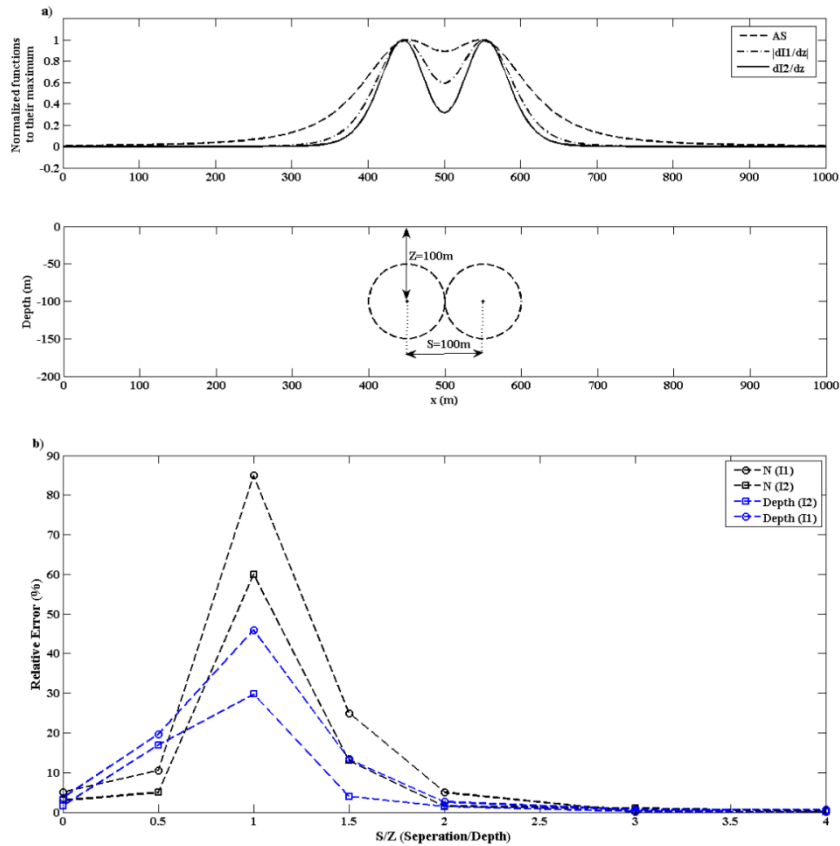 a)
Normalized functions
to their maximum
1
0.8
0.6
0.4
0.2
0
-0.2
AS
|dI1/dz|
dI2/dz
0 100 200 300 400 500 600 700 800 900 1000
Depth (m)
0
-50
-100
-150
-200
Z=100m
S=100m
0 100 200 300 400 500 600 700 800 900 1000
x (m)
b)
Relative Error (%)
90
80
70
60
50
40
30
20
10
0
N (I1)
N (I2)
Depth (I2)
Depth (I1)
0 0.5 1 1.5 2 2.5 3 3.5 4
S/Z (Seperation/Depth)